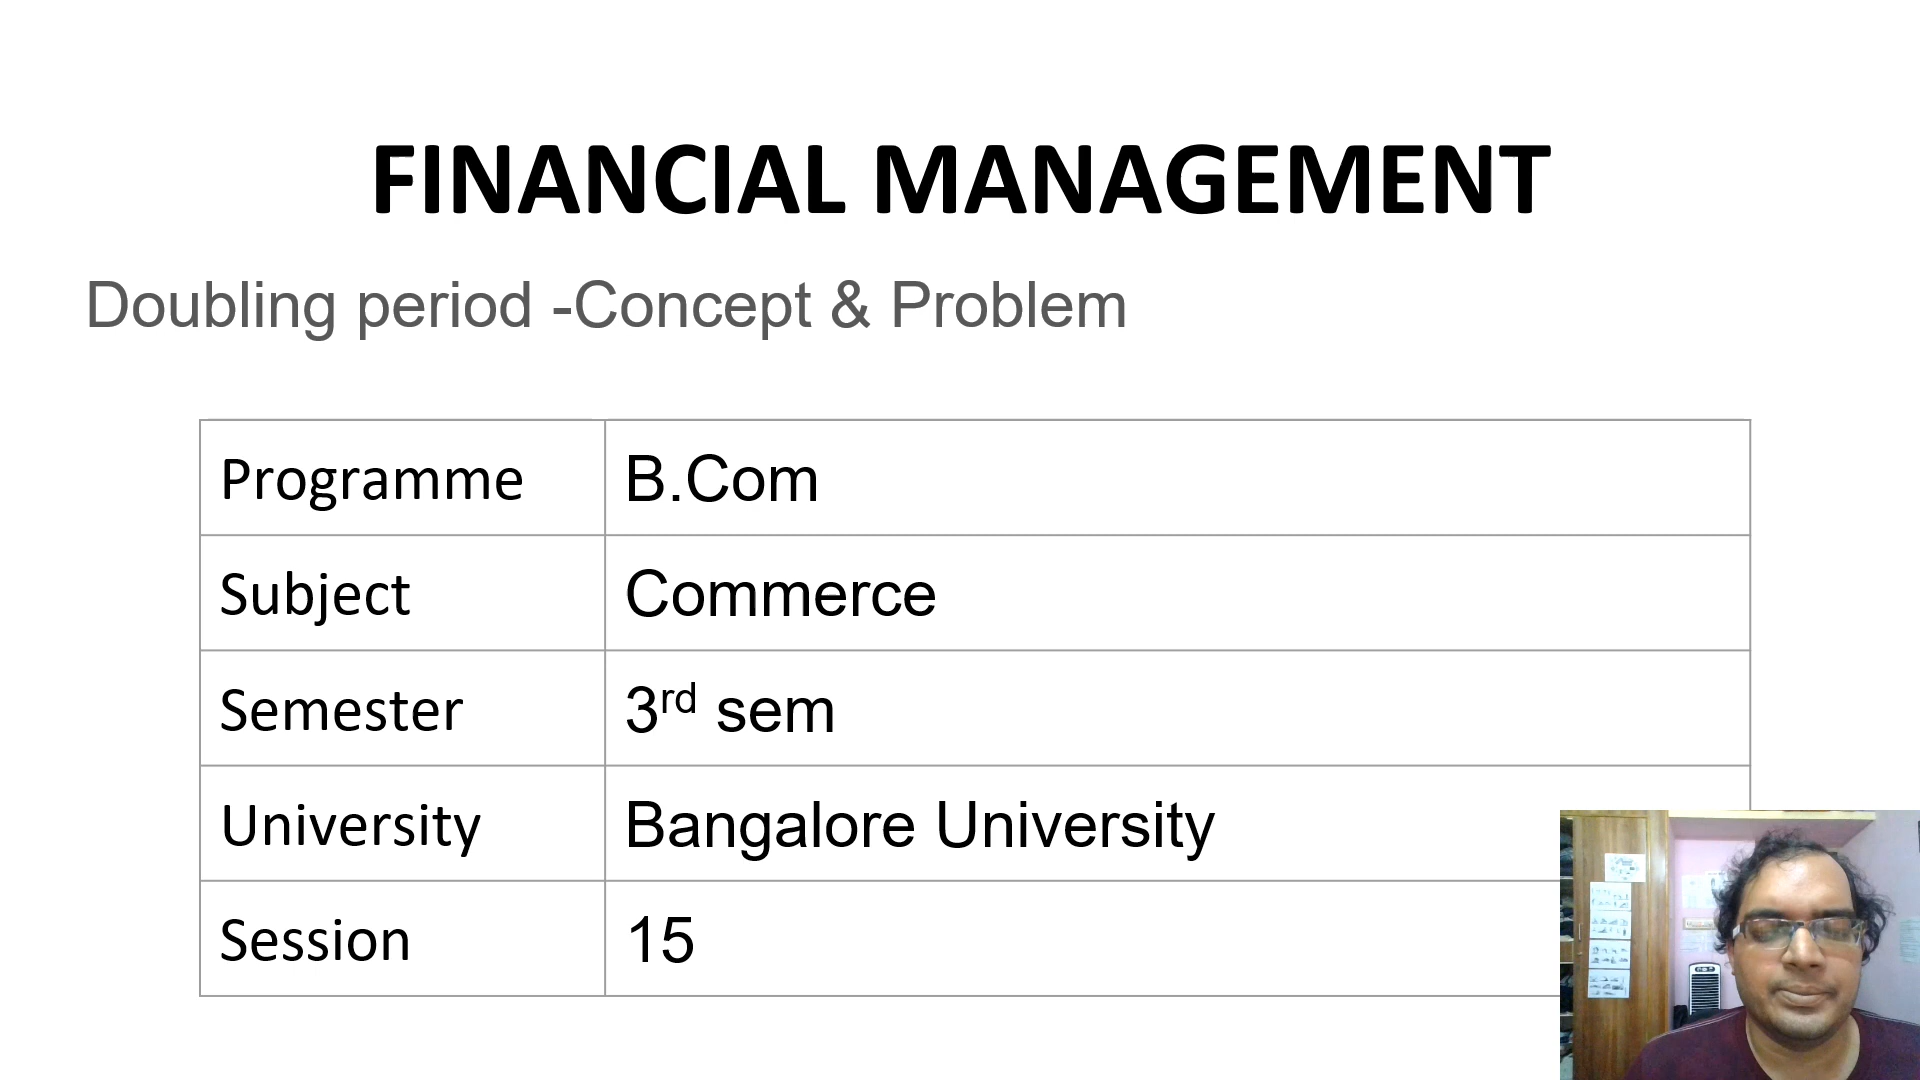 FINANCIAL MANAGEMENT
Doubling period -Concept & Problem
Programme B.Com
Subject Commerce
Semester 3rd sem
University Bangalore University
Session 15